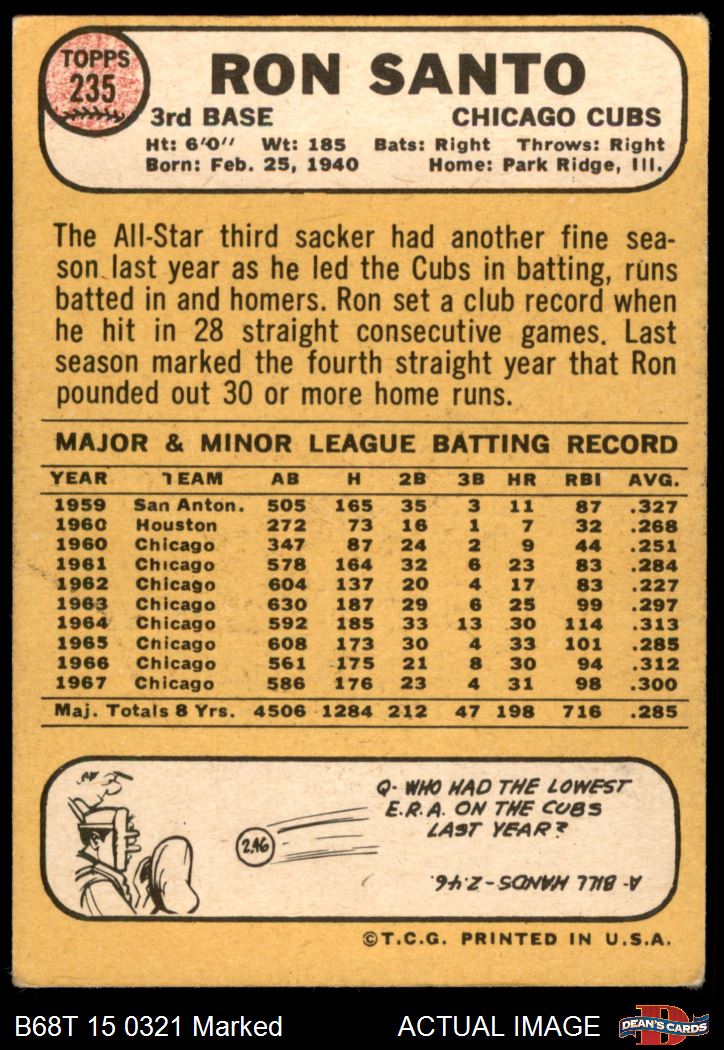 TOPPS
235
RON SANTO
3rd BASE CHICAGO CUBS
Ht: 6'0" Wt: 185 Bats: Right Throws: Right
Born: Feb. 25, 1940 Home: Park Ridge, Ill.
The All-Star third sacker had another fine sea-
son last year as he led the Cubs in batting, runs
batted in and homers. Ron set a club record when
he hit in 28 straight consecutive games. Last
season marked the fourth straight year that Ron
pounded out 30 or more home runs.
MAJOR & MINOR LEAGUE BATTING RECORD
YEAR TEAM AB H 2B 3B HR RBI AVG.
1959 San Anton. 505 165 35 3 11 87 .327
1960 Houston 272 73 16 1 7 32 .268
1960 Chicago 347 87 24 2 9 44 .251
1961 Chicago 578 164 32 6 23 83 .284
1962 Chicago 604 137 20 4 17 83 .227
1963 Chicago 630 187 29 6 25 99 .297
1964 Chicago 592 185 33 13 30 114 .313
1965 Chicago 608 173 30 4 33 101 .285
1966 Chicago 561 175 21 8 30 94 .312
1967 Chicago 586 176 23 4 31 98 .300
Maj. Totals 8 Yrs. 4506 1284 212 47 198 716 .285
Q- WHO HAD THE LOWEST
E.R.A. ON THE CUBS
LAST YEAR?
2.46
A- BILL HANDS-2.46.
©T.C.G. PRINTED IN U.S.A.
B68T 15 0321 Marked ACTUAL IMAGE
D
DEAN'S CARDS